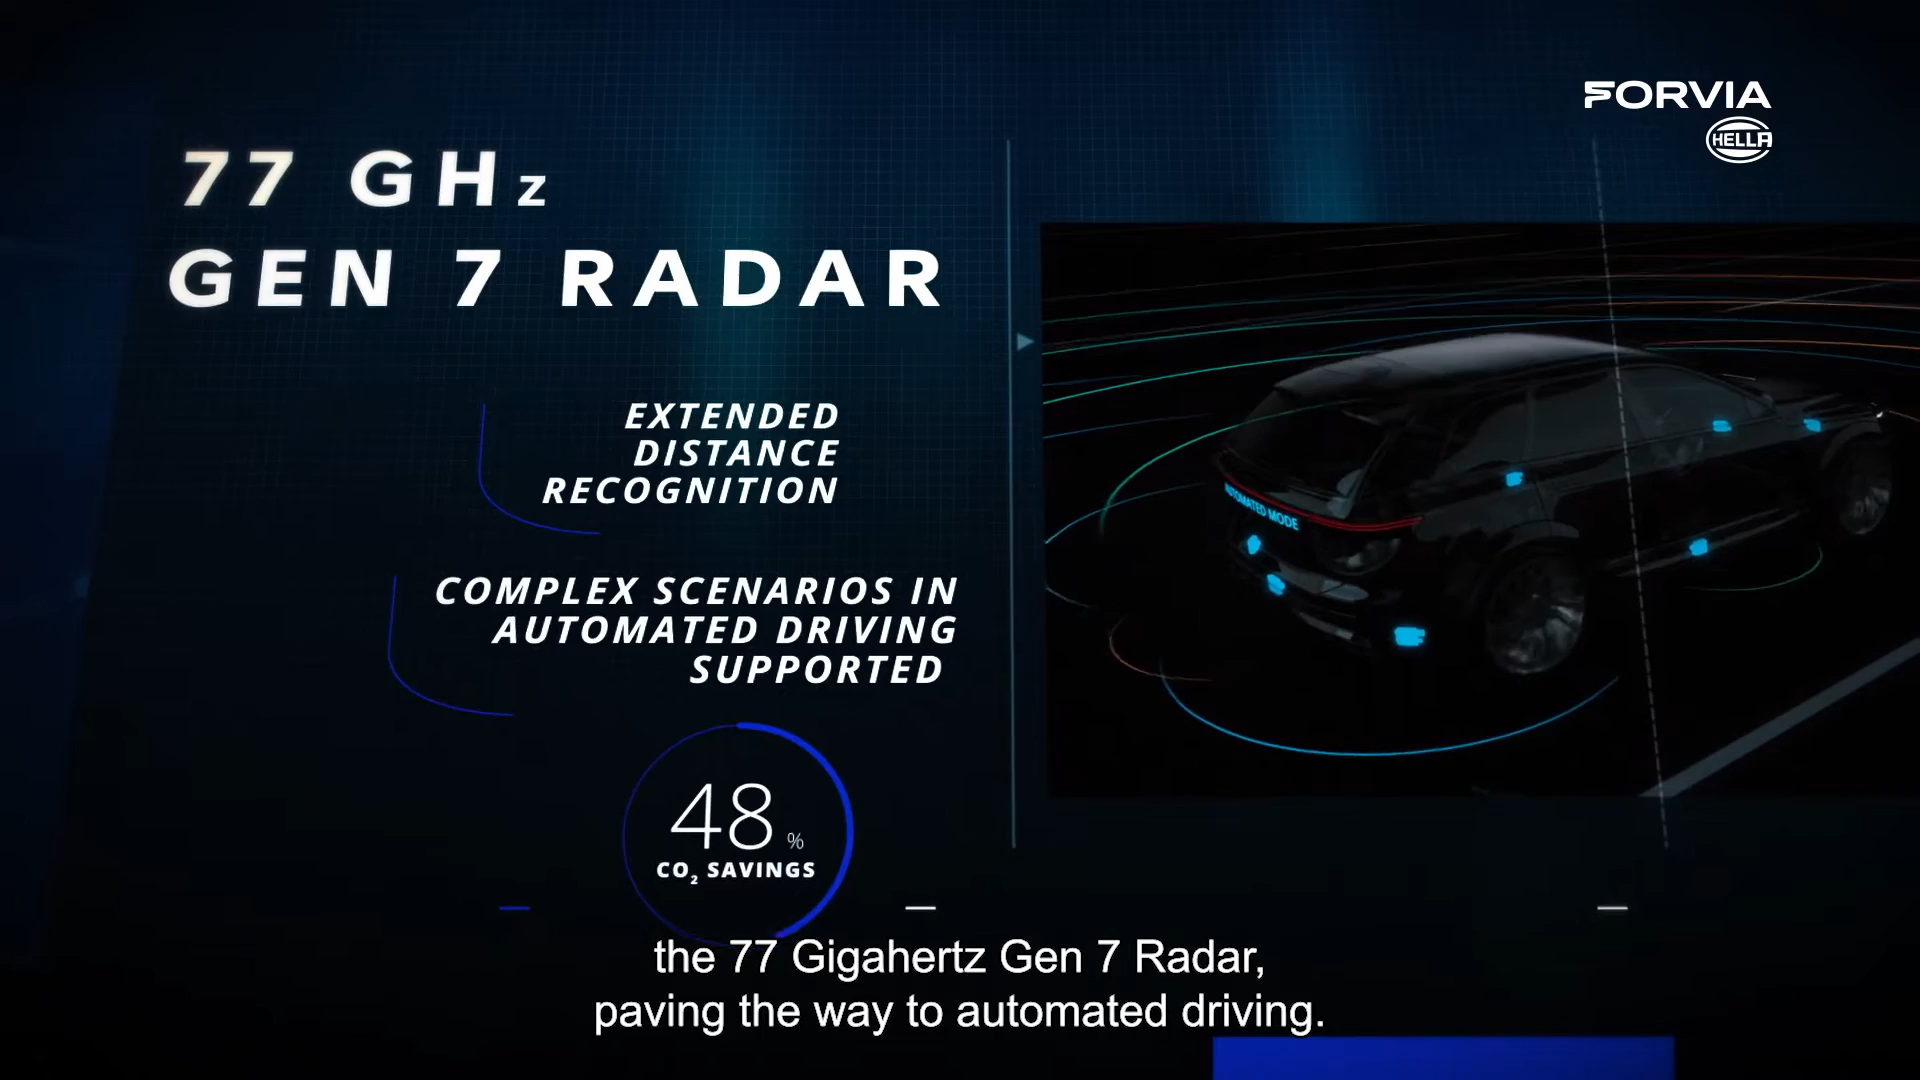 FORVIA
HELLA
77 GHz
GEN 7 RADAR
EXTENDED
DISTANCE
RECOGNITION
COMPLEX SCENARIOS IN
AUTOMATED DRIVING
SUPPORTED
AUTOMATED MODE
48 %
CO₂ SAVINGS
the 77 Gigahertz Gen 7 Radar,
paving the way to automated driving.